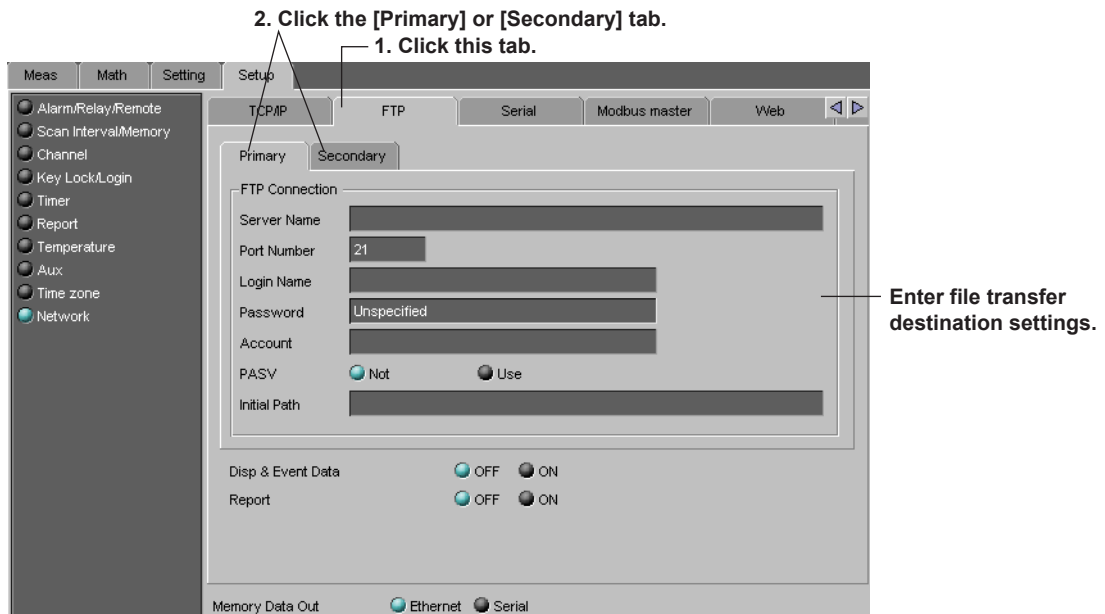 2. Click the [Primary] or [Secondary] tab.
1. Click this tab.
Meas Math Setting Setup
Alarm/Relay/Remote
Scan Interval/Memory
Channel
Key Lock/Login
Timer
Report
Temperature
Aux
Time zone
Network
TCP/IP FTP Serial Modbus master Web
Primary Secondary
FTP Connection
Server Name
Port Number 21
Login Name
Password Unspecified
Account
PASV Not Use
Initial Path
Enter file transfer
destination settings.
Disp & Event Data OFF ON
Report OFF ON
Memory Data Out Ethernet Serial